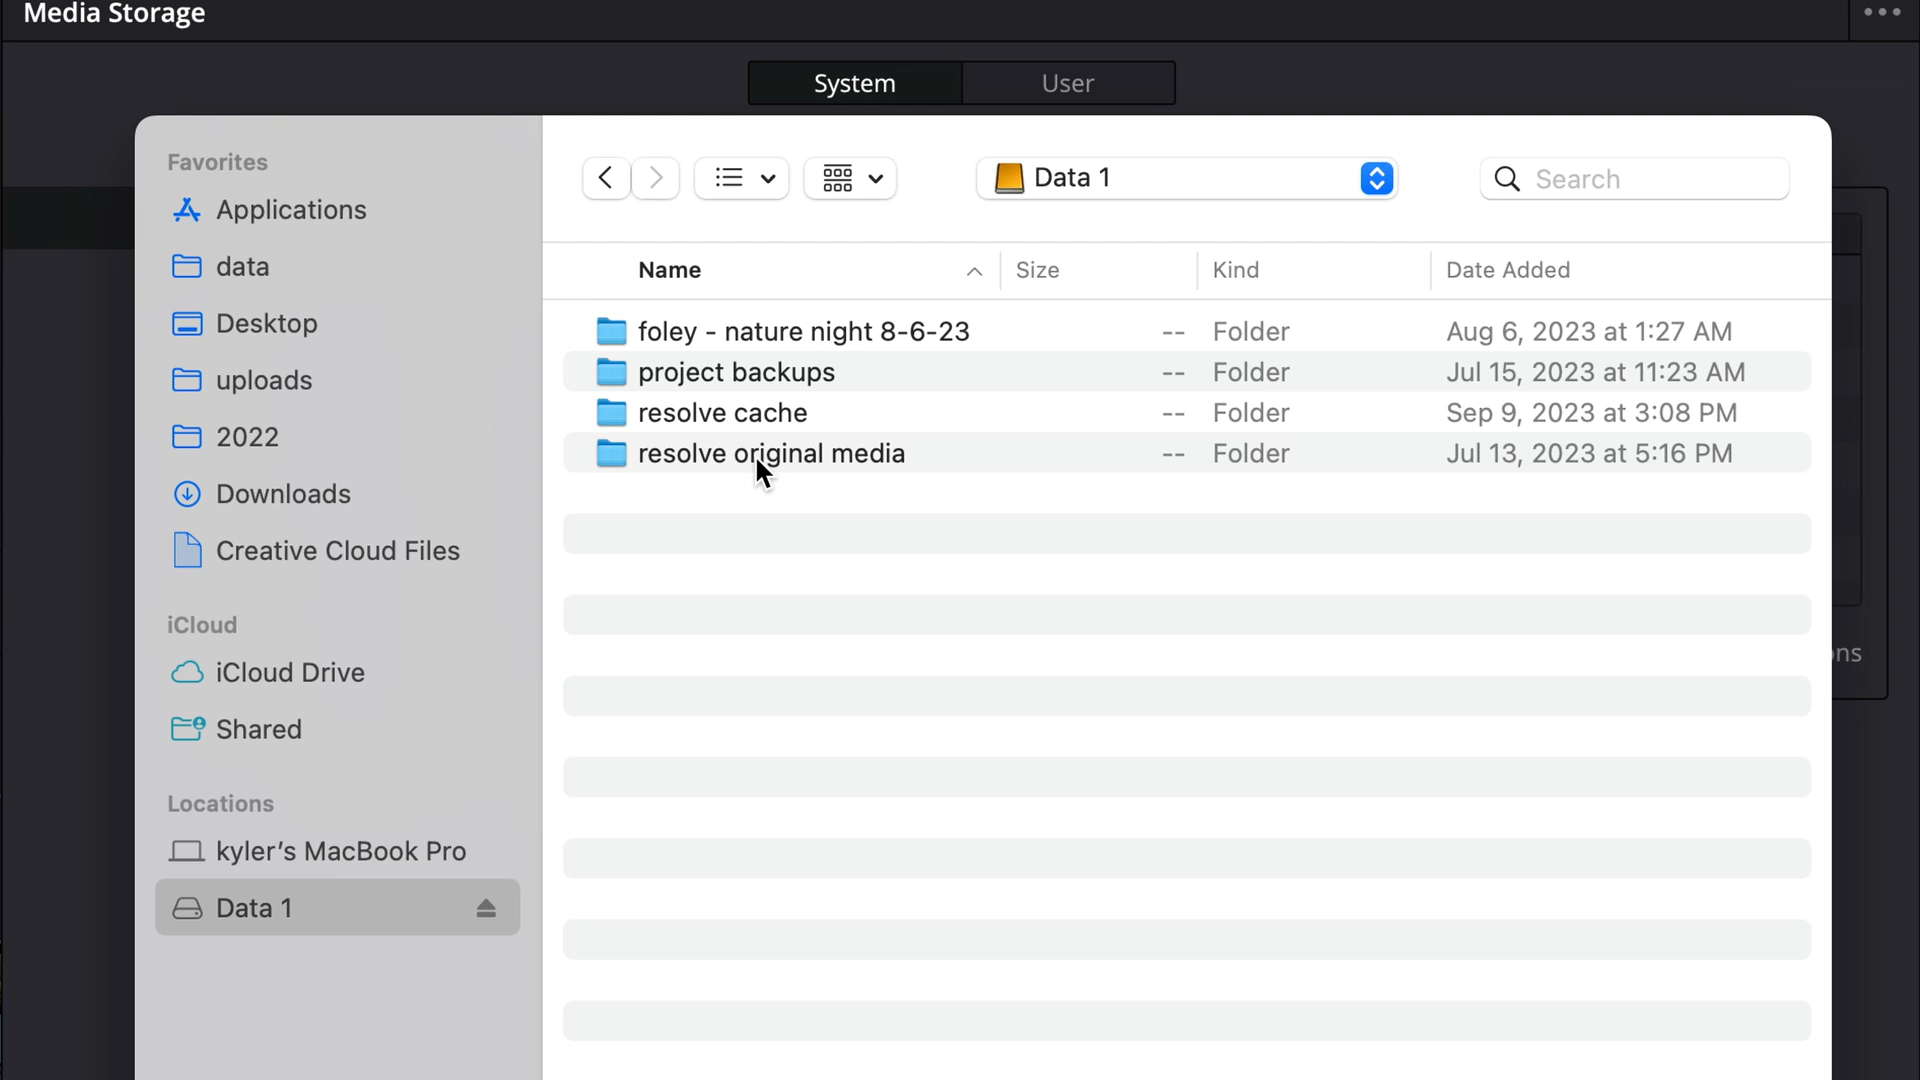 Media Storage
System
User
Favorites
Applications
data
Desktop
uploads
2022
Downloads
Creative Cloud Files
iCloud
iCloud Drive
Shared
Locations
kyler's MacBook Pro
Data 1
Data 1
Search
Name Size Kind Date Added
foley - nature night 8-6-23 -- Folder Aug 6, 2023 at 1:27 AM
project backups -- Folder Jul 15, 2023 at 11:23 AM
resolve cache -- Folder Sep 9, 2023 at 3:08 PM
resolve original media -- Folder Jul 13, 2023 at 5:16 PM